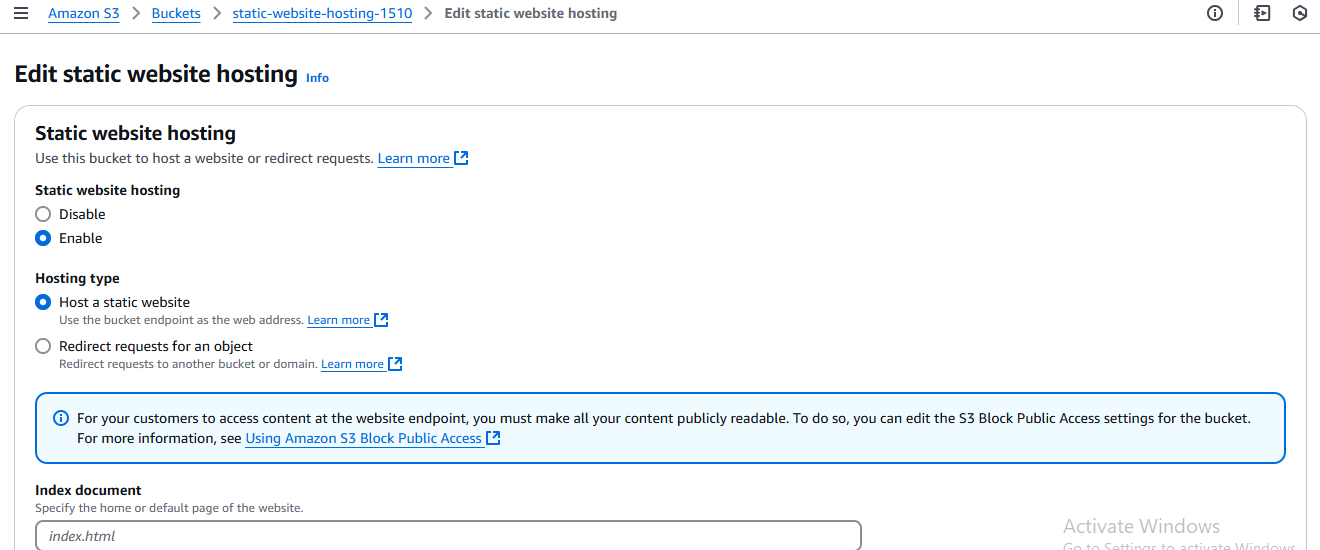 Amazon S3 > Buckets > static-website-hosting-1510 > Edit static website hosting
Edit static website hosting Info
Static website hosting
Use this bucket to host a website or redirect requests. Learn more
Static website hosting
Disable
Enable
Hosting type
Host a static website
Use the bucket endpoint as the web address. Learn more
Redirect requests for an object
Redirect requests to another bucket or domain. Learn more
For your customers to access content at the website endpoint, you must make all your content publicly readable. To do so, you can edit the S3 Block Public Access settings for the bucket.
For more information, see Using Amazon S3 Block Public Access
Index document
Specify the home or default page of the website.
index.html
Activate Windows
Go to Settings to activate Windows.